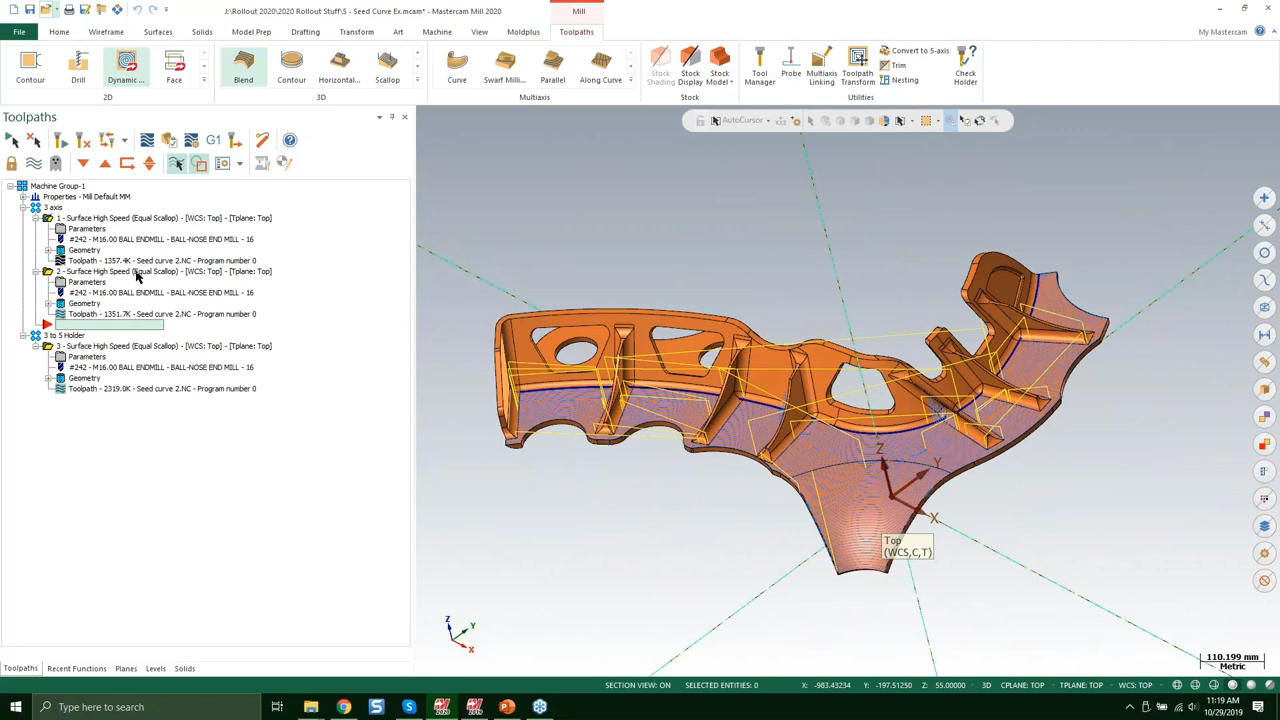 J:\Rollout 2020\2020 Rollout Stuff\5 - Seed Curve Ex.mcam* - Mastercam Mill 2020
Mill
File
Home
Wireframe
Surfaces
Solids
Model Prep
Drafting
Transform
Art
Machine
View
Moldplus
Toolpaths
My Mastercam
Contour
Drill
Dynamic ...
Face
Blend
Contour
Horizontal...
Scallop
Curve
Swarf Milli...
Parallel
Along Curve
Stock Shading
Stock Display
Stock Model
Tool Manager
Probe
Multiaxis Linking
Toolpath Transform
Convert to 5-axis
Trim
Nesting
Check Holder
2D
3D
Multiaxis
Stock
Utilities
Toolpaths
AutoCursor
G1
Machine Group-1
Properties - Mill Default MM
3 axis
1 - Surface High Speed (Equal Scallop) - [WCS: Top] - [Tplane: Top]
Parameters
#242 - M16.00 BALL ENDMILL - BALL-NOSE END MILL - 16
Geometry
Toolpath - 1357.4K - Seed curve 2.NC - Program number 0
2 - Surface High Speed (Equal Scallop) - [WCS: Top] - [Tplane: Top]
Parameters
#242 - M16.00 BALL ENDMILL - BALL-NOSE END MILL - 16
Geometry
Toolpath - 1351.7K - Seed curve 2.NC - Program number 0
3 to 5 Holder
3 - Surface High Speed (Equal Scallop) - [WCS: Top] - [Tplane: Top]
Parameters
#242 - M16.00 BALL ENDMILL - BALL-NOSE END MILL - 16
Geometry
Toolpath - 2319.0K - Seed curve 2.NC - Program number 0
Z
Y
X
Top
(WCS,C,T)
Z
Y
X
110.199 mm
Metric
Toolpaths
Recent Functions
Planes
Levels
Solids
SECTION VIEW: ON
SELECTED ENTITIES: 0
X: -983.43234
Y: -197.51250
Z: 55.00000
3D
CPLANE: TOP
TPLANE: TOP
WCS: TOP
Type here to search
11:19 AM
10/29/2019